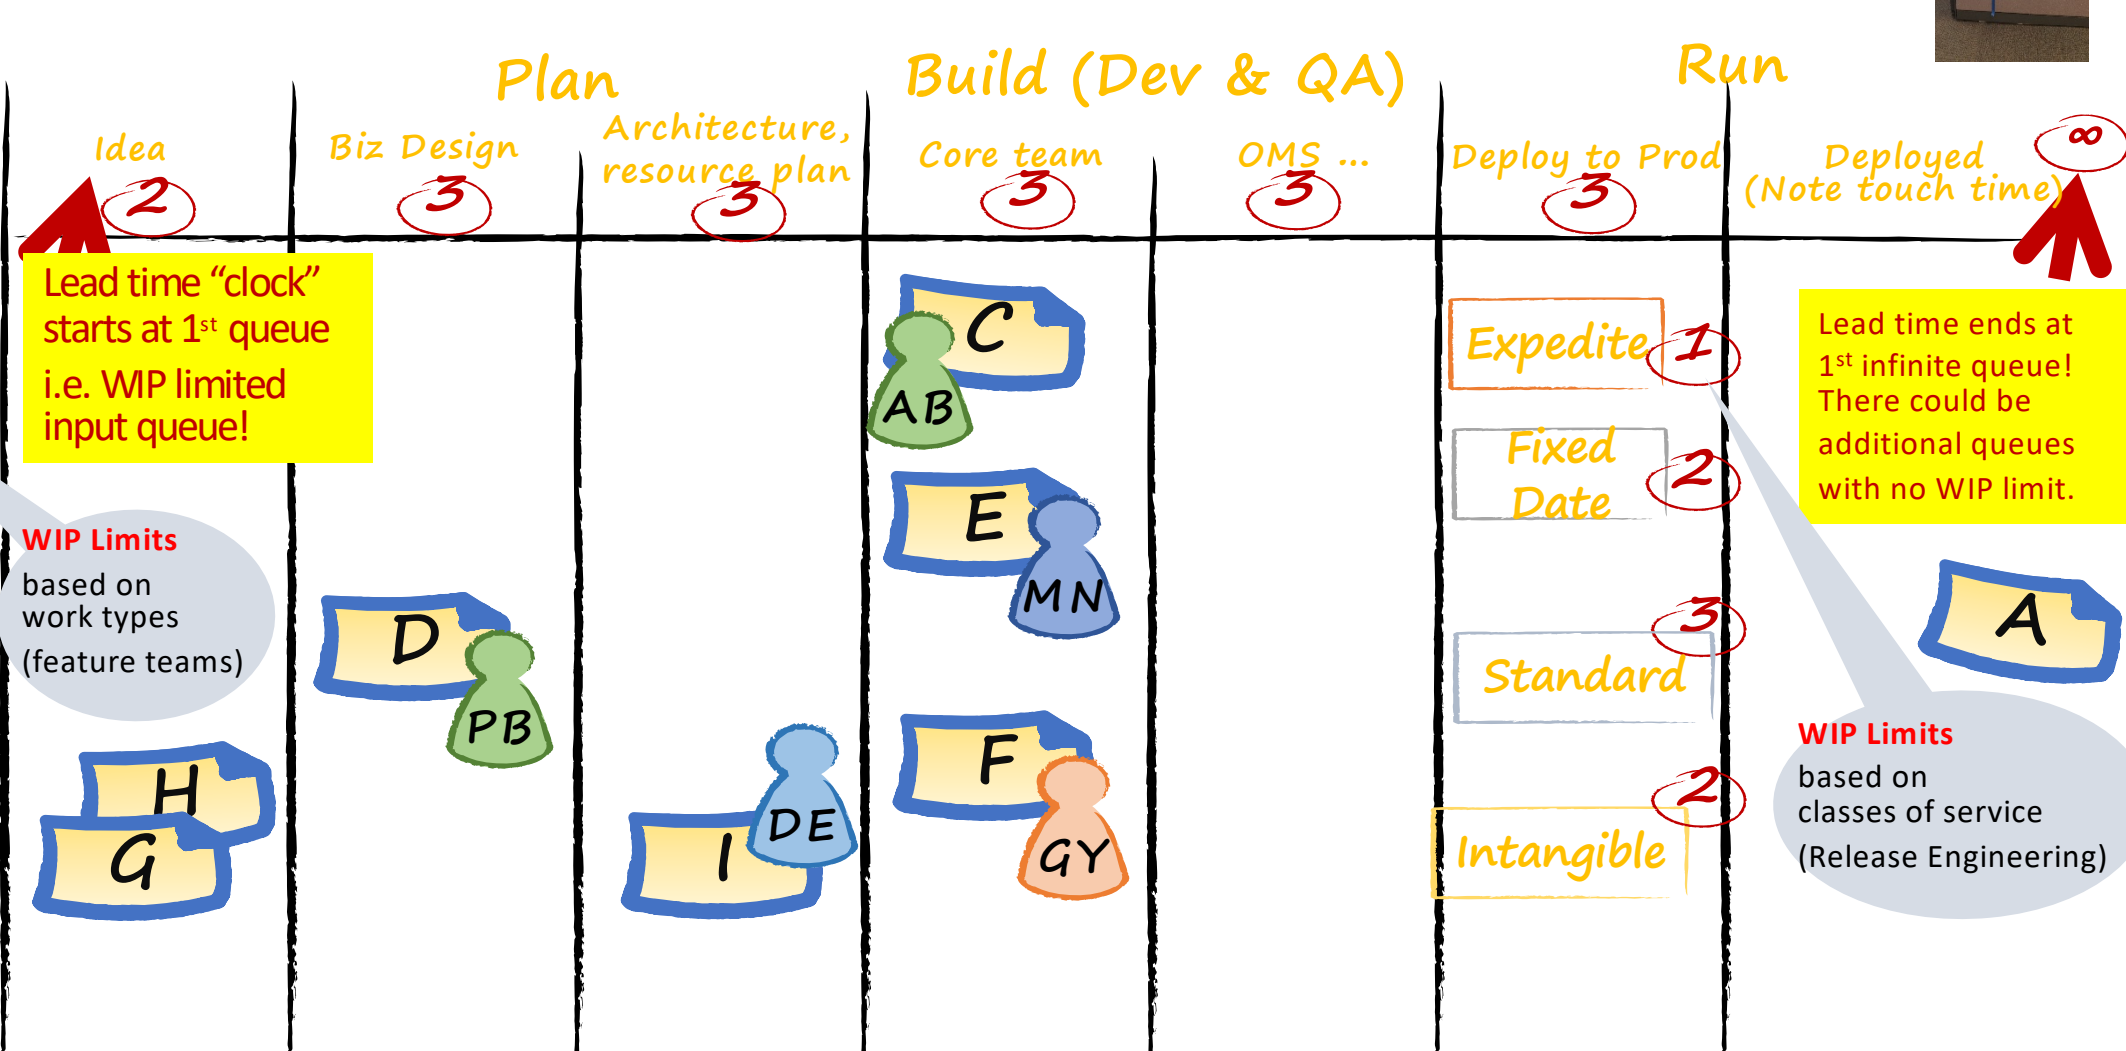 Plan
Build (Dev & QA)
Run
Idea
2
Biz Design
3
Architecture,
resource plan
3
Core team
3
OMS ...
3
Deploy to Prod
3
Deployed
(Note touch time)
∞
Lead time “clock”
starts at 1st queue
i.e. WIP limited
input queue!
WIP Limits
based on
work types
(feature teams)
H
G
D
PB
I
DE
C
AB
E
MN
F
GY
Expedite
1
Fixed
Date
2
Standard
3
Intangible
2
Lead time ends at
1st infinite queue!
There could be
additional queues
with no WIP limit.
A
WIP Limits
based on
classes of service
(Release Engineering)